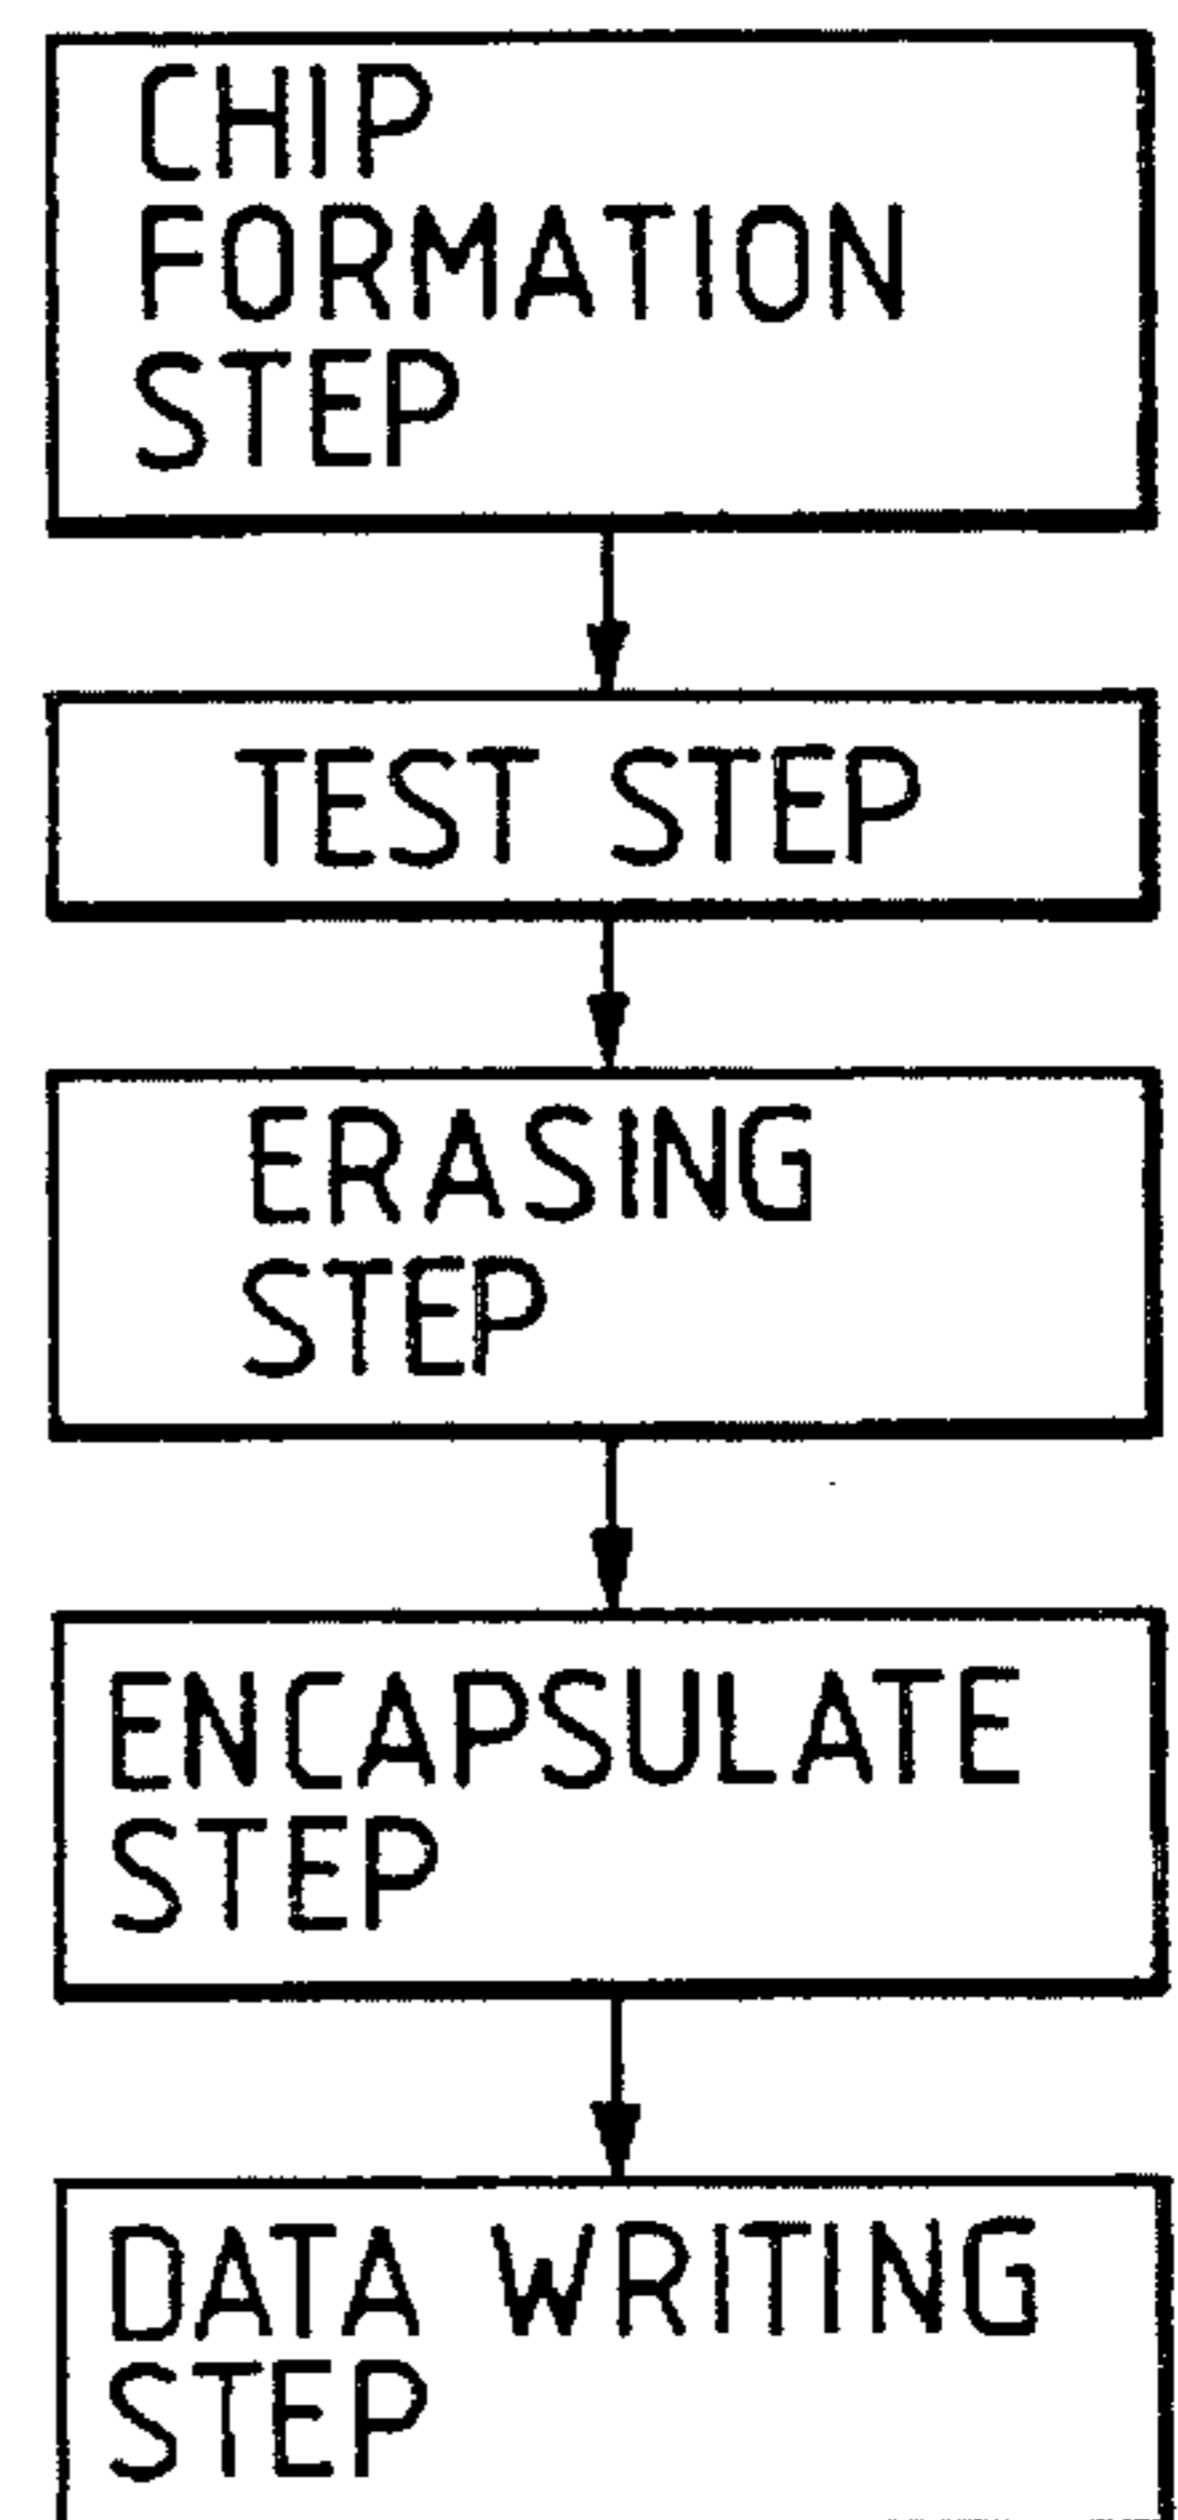 CHIP
FORMATION
STEP
TEST STEP
ERASING
STEP
ENCAPSULATE
STEP
DATA WRITING
STEP